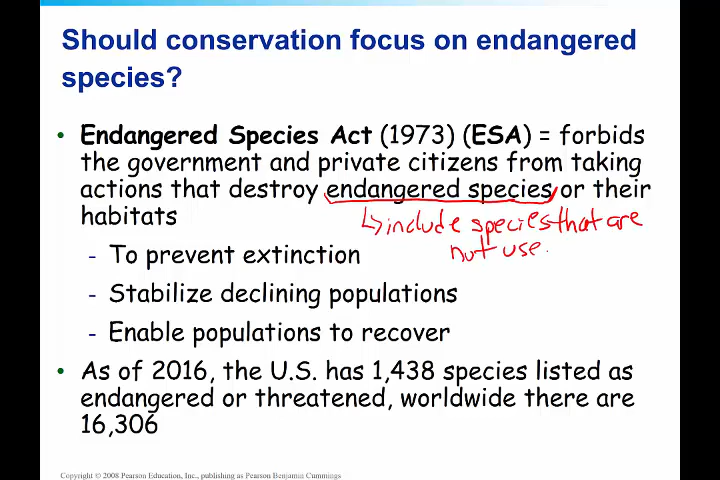 Should conservation focus on endangered
species?
• Endangered Species Act (1973) (ESA) = forbids
the government and private citizens from taking
actions that destroy endangered species or their
habitats
↳ include species that are
not use
- To prevent extinction
- Stabilize declining populations
- Enable populations to recover
• As of 2016, the U.S. has 1,438 species listed as
endangered or threatened, worldwide there are
16,306
Copyright © 2008 Pearson Education, Inc., publishing as Pearson Benjamin Cummings